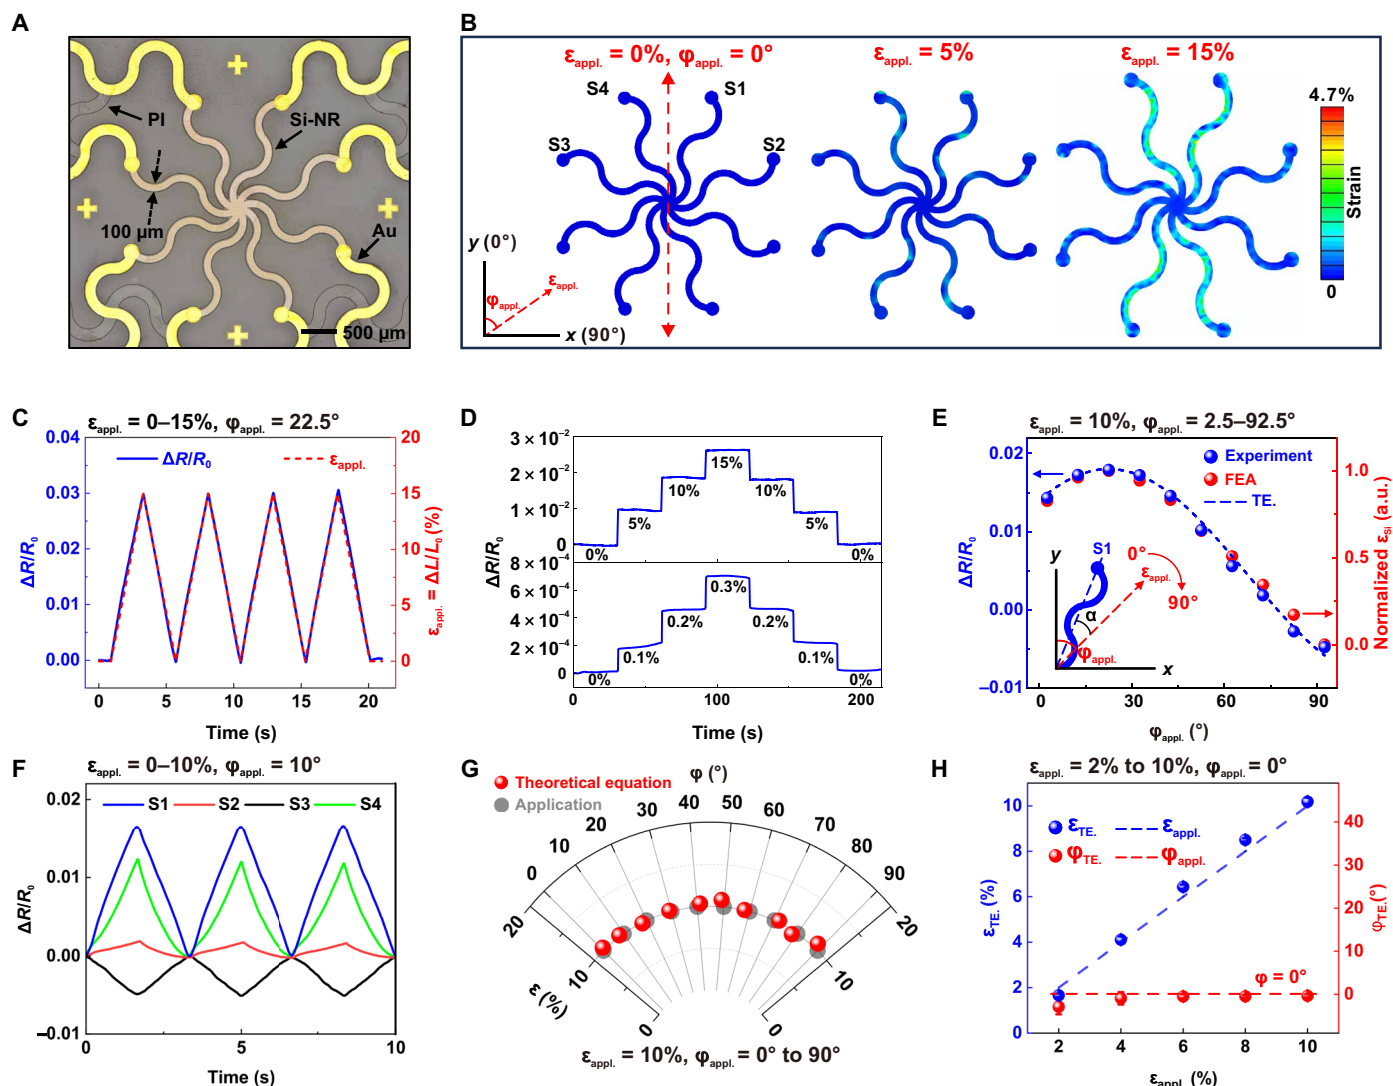 A
PI
Si-NR
100 µm
Au
500 µm
B
εappl. = 0%, φappl. = 0°
εappl. = 5%
εappl. = 15%
S4
S1
S3
S2
4.7%
Strain
0
y (0°)
φappl.
εappl.
x (90°)
C
εappl. = 0–15%, φappl. = 22.5°
ΔR/R0
εappl.
0.04
0.03
0.02
0.01
0.00
ΔR/R0
20
15
10
5
0
εappl. = ΔL/L0 (%)
0 5 10 15 20
Time (s)
D
3 × 10⁻²
2 × 10⁻²
1 × 10⁻²
0
0% 5% 10% 15% 10% 5% 0%
8 × 10⁻⁴
6 × 10⁻⁴
4 × 10⁻⁴
2 × 10⁻⁴
0
0% 0.1% 0.2% 0.3% 0.2% 0.1% 0%
ΔR/R0
0 100 200
Time (s)
E
εappl. = 10%, φappl. = 2.5–92.5°
Experiment
FEA
TE.
0.02
0.01
0.00
–0.01
ΔR/R0
1.0
0.5
0.0
Normalized εSi (a.u.)
y
S1
0°
εappl.
90°
α
φappl.
x
0 30 60 90
φappl. (°)
F
εappl. = 0–10%, φappl. = 10°
S1 S2 S3 S4
0.02
0.01
0.00
–0.01
ΔR/R0
0 5 10
Time (s)
G
Theoretical equation
Application
φ (°)
0 10 20 30 40 50 60 70 80 90
20
10
0
ε (%)
20
10
0
εappl. = 10%, φappl. = 0° to 90°
H
εappl. = 2% to 10%, φappl. = 0°
εTE. εappl.
φTE. φappl.
10
8
6
4
2
0
εTE. (%)
40
30
20
10
0
φTE.(°)
φ = 0°
2 4 6 8 10
εappl. (%)